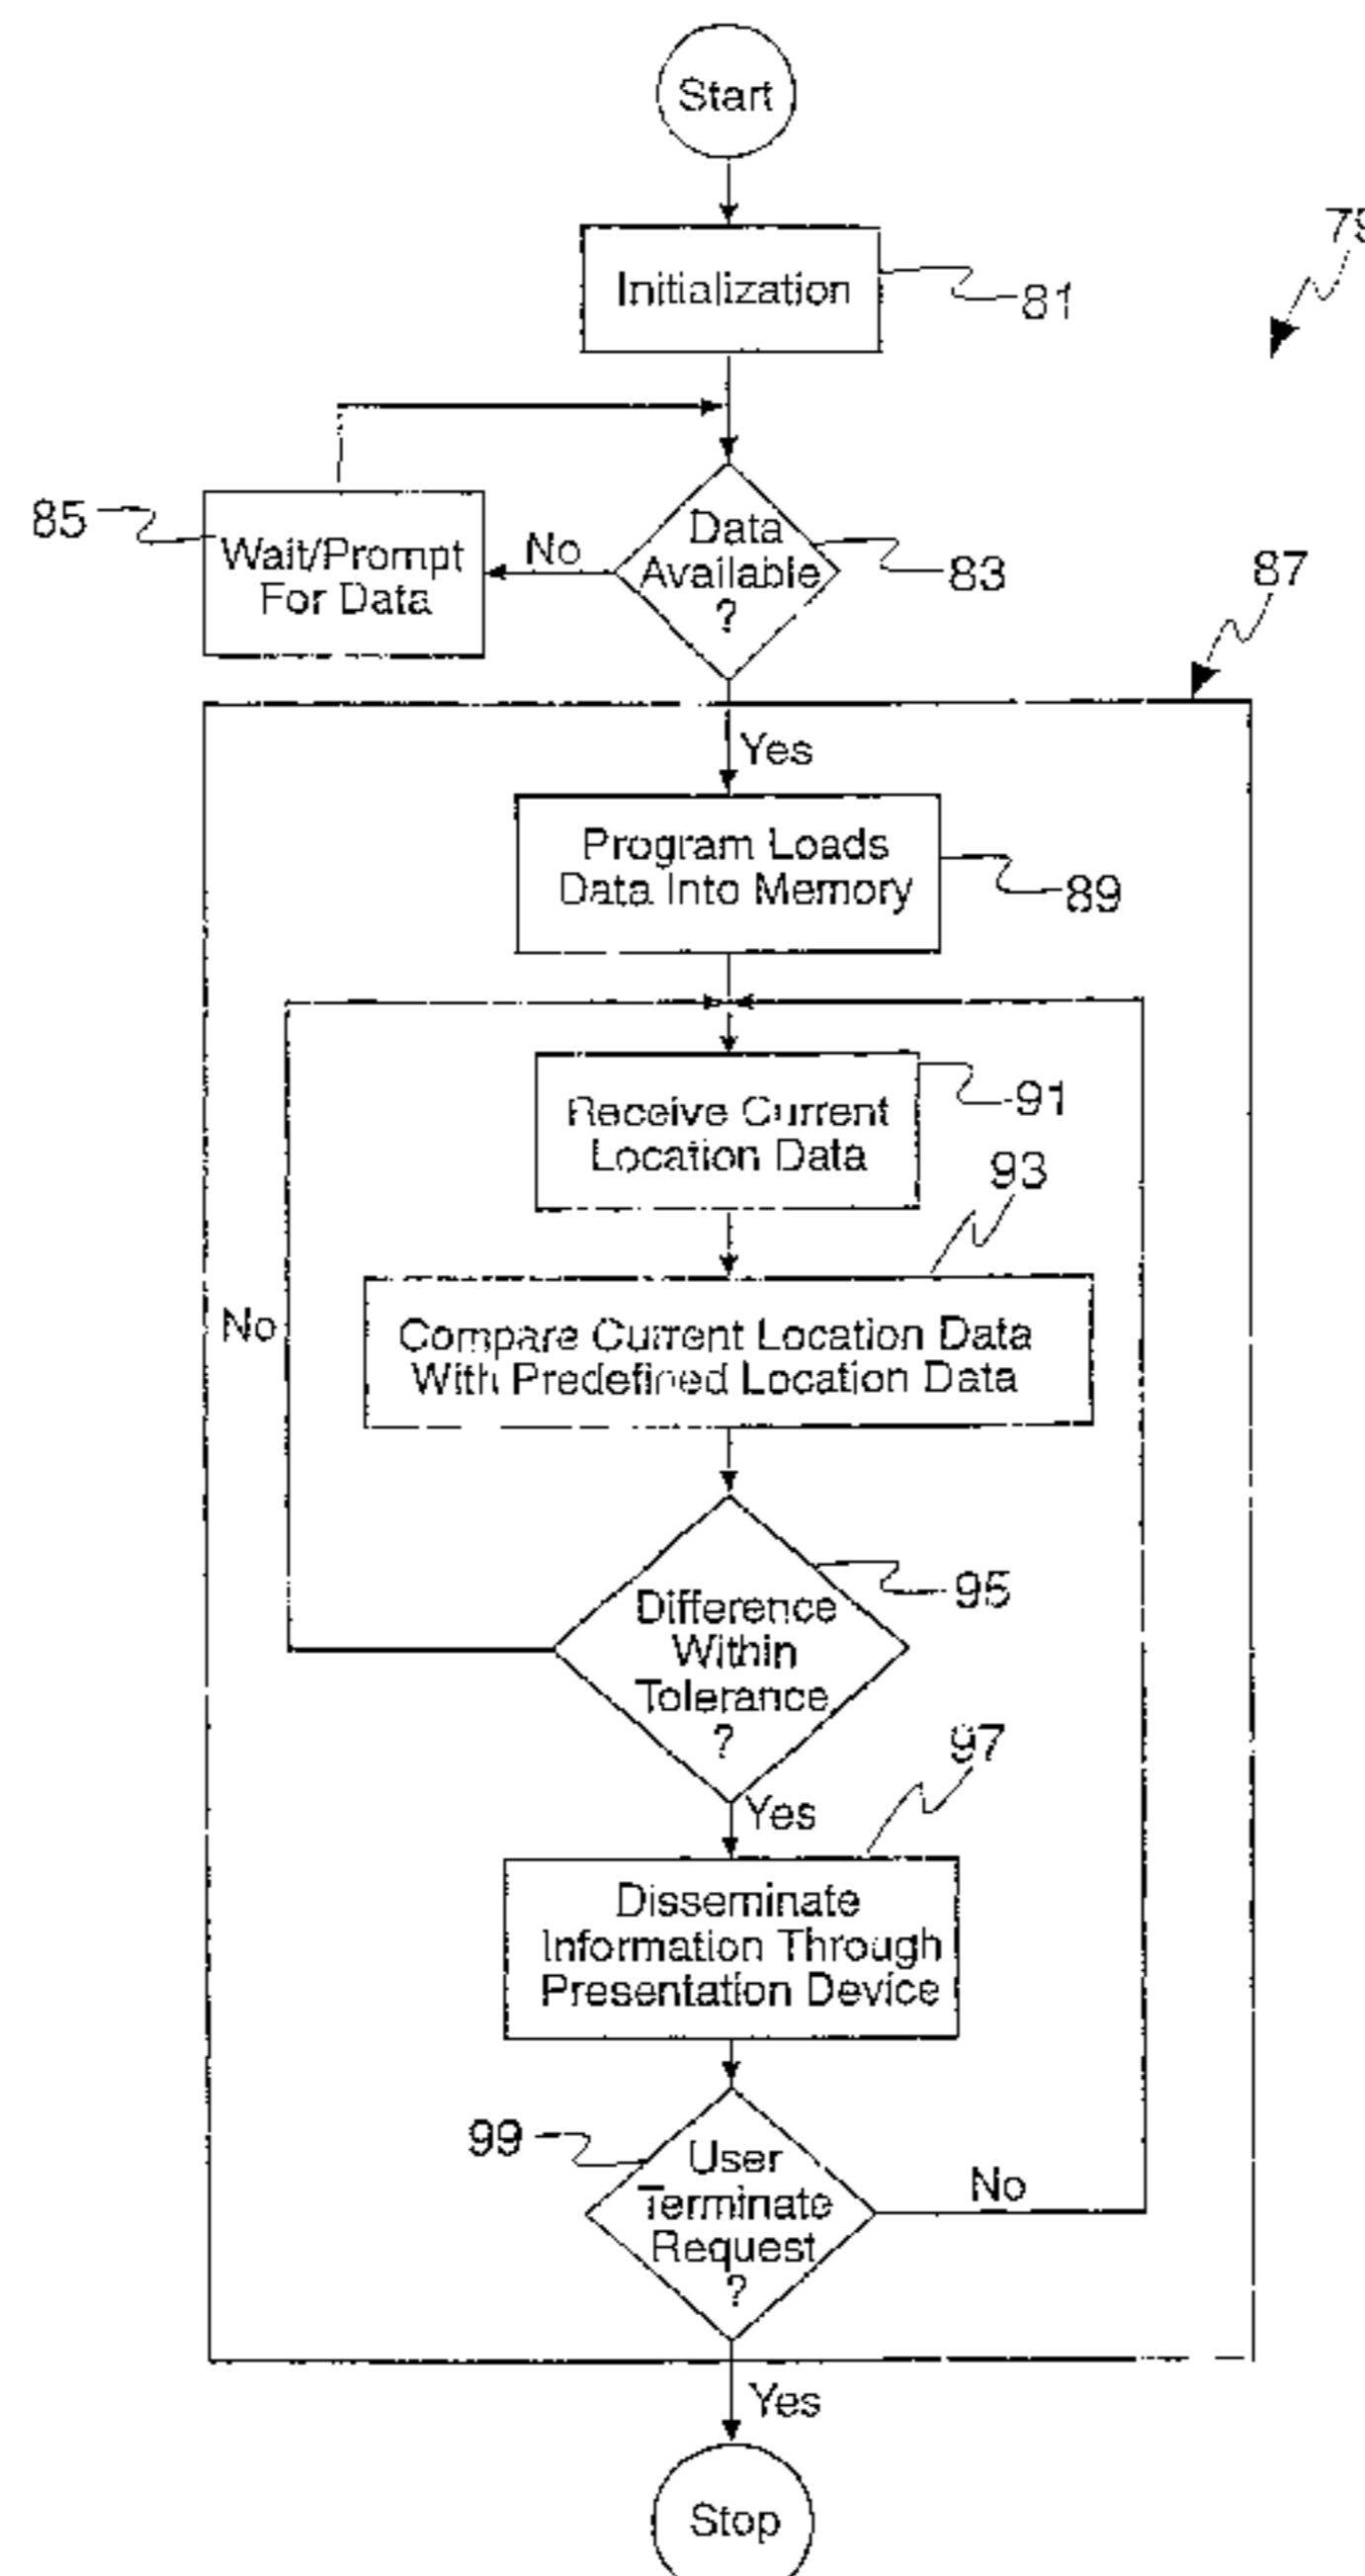 Start
Initialization
81
79
85
Wait/Prompt
For Data
No
Data
Available
?
83
87
Yes
Program Loads
Data Into Memory
89
Receive Current
Location Data
91
93
Compare Current Location Data
With Predefined Location Data
No
Difference
Within
Tolerance
?
95
Yes
97
Disseminate
Information Through
Presentation Device
99
User
Terminate
Request
?
No
Yes
Stop